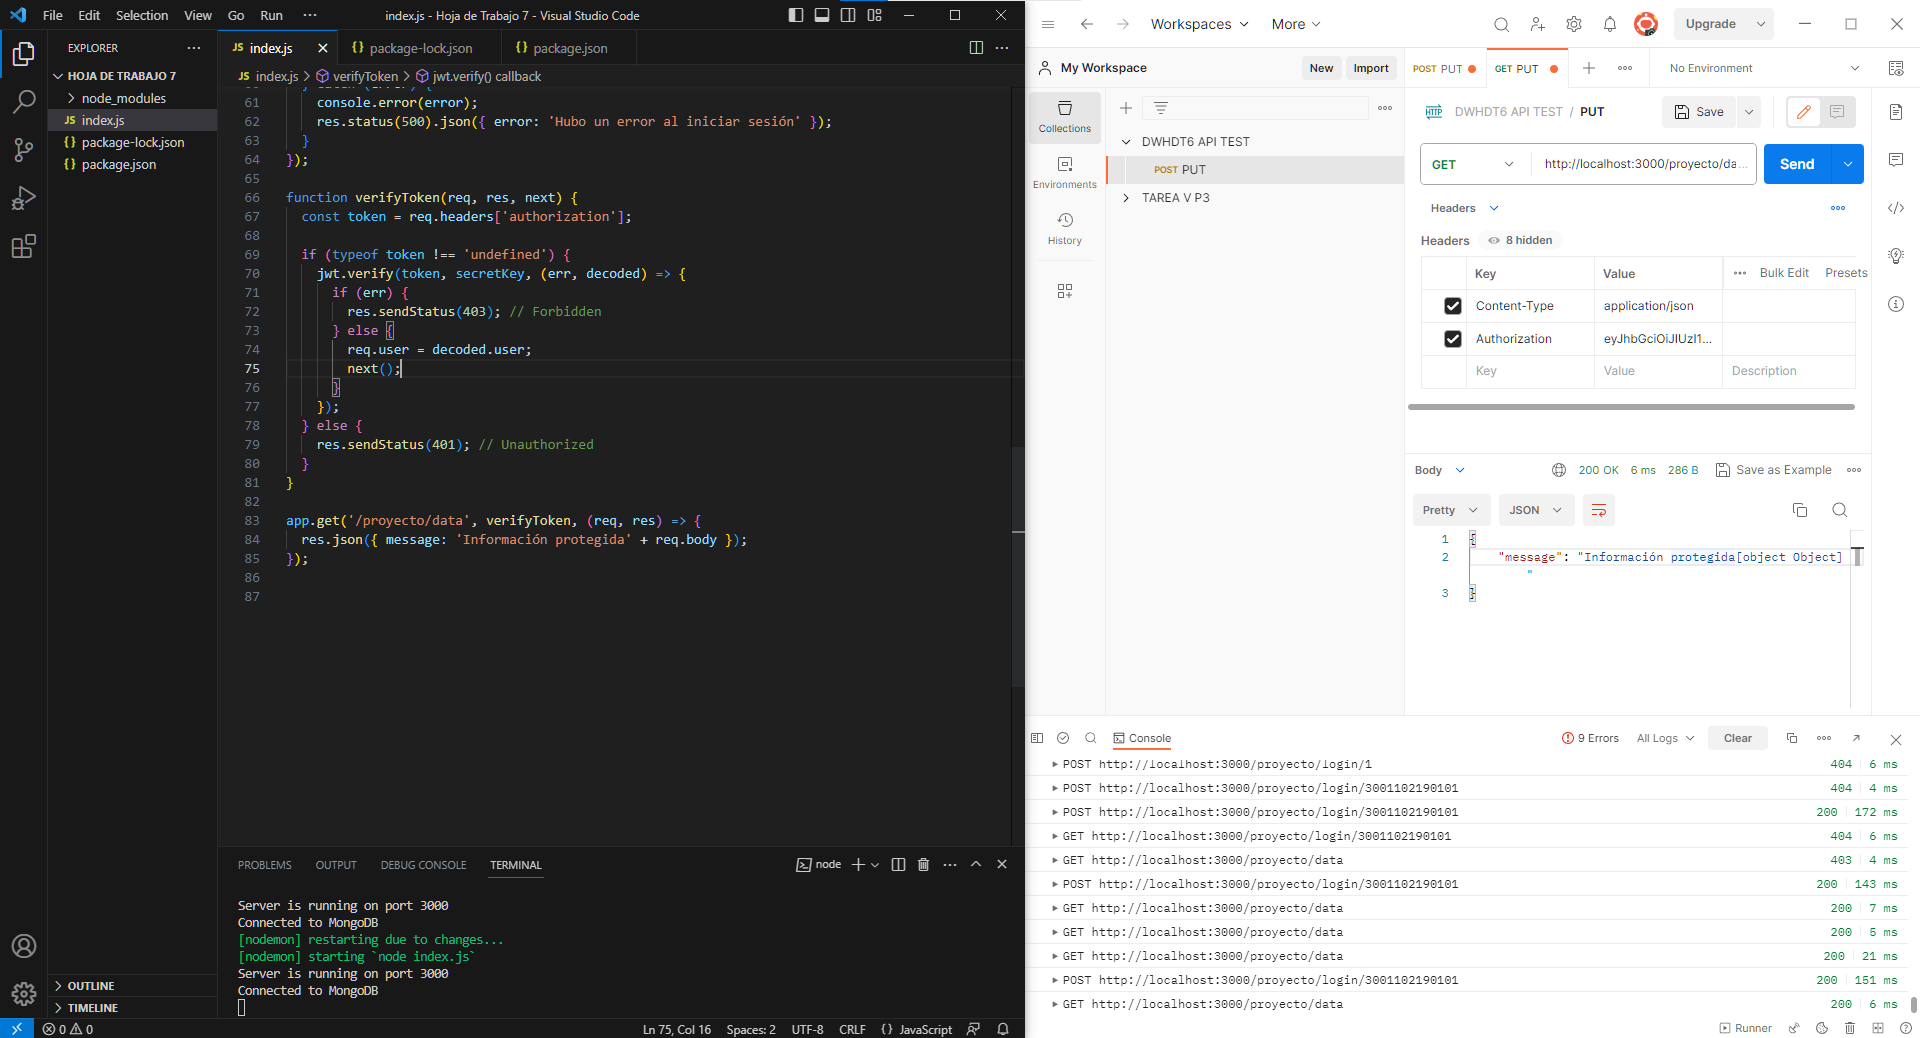 File Edit Selection View Go Run ··· index.js - Hoja de Trabajo 7 - Visual Studio Code
EXPLORER ···
HOJA DE TRABAJO 7
node_modules
JS index.js
{} package-lock.json
{} package.json
OUTLINE
TIMELINE
JS index.js × {} package-lock.json {} package.json
JS index.js > verifyToken > jwt.verify() callback
61 console.error(error);
62 res.status(500).json({ error: 'Hubo un error al iniciar sesión' });
63 }
64 });
65
66 function verifyToken(req, res, next) {
67 const token = req.headers['authorization'];
68
69 if (typeof token !== 'undefined') {
70 jwt.verify(token, secretKey, (err, decoded) => {
71 if (err) {
72 res.sendStatus(403); // Forbidden
73 } else {
74 req.user = decoded.user;
75 next();
76 }
77 });
78 } else {
79 res.sendStatus(401); // Unauthorized
80 }
81 }
82
83 app.get('/proyecto/data', verifyToken, (req, res) => {
84 res.json({ message: 'Información protegida' + req.body });
85 });
86
87
PROBLEMS OUTPUT DEBUG CONSOLE TERMINAL node
Server is running on port 3000
Connected to MongoDB
[nodemon] restarting due to changes...
[nodemon] starting `node index.js`
Server is running on port 3000
Connected to MongoDB
0 0 Ln 75, Col 16 Spaces: 2 UTF-8 CRLF {} JavaScript
Workspaces More Upgrade
My Workspace New Import
POST PUT GET PUT No Environment
Collections
Environments
History
DWHDT6 API TEST
POST PUT
TAREA V P3
HTTP DWHDT6 API TEST / PUT Save
GET http://localhost:3000/proyecto/da... Send
Headers
Headers 8 hidden
Key Value ··· Bulk Edit Presets
Content-Type application/json
Authorization eyJhbGciOiJIUzI1...
Key Value Description
Body 200 OK 6 ms 286 B Save as Example
Pretty JSON
1 {
2 "message": "Información protegida[object Object]
"
3 }
Console 9 Errors All Logs Clear
POST http://localhost:3000/proyecto/login/1 404 6 ms
POST http://localhost:3000/proyecto/login/3001102190101 404 4 ms
POST http://localhost:3000/proyecto/login/3001102190101 200 172 ms
GET http://localhost:3000/proyecto/login/3001102190101 404 6 ms
GET http://localhost:3000/proyecto/data 403 4 ms
POST http://localhost:3000/proyecto/login/3001102190101 200 143 ms
GET http://localhost:3000/proyecto/data 200 7 ms
GET http://localhost:3000/proyecto/data 200 5 ms
GET http://localhost:3000/proyecto/data 200 21 ms
POST http://localhost:3000/proyecto/login/3001102190101 200 151 ms
GET http://localhost:3000/proyecto/data 200 6 ms
Runner